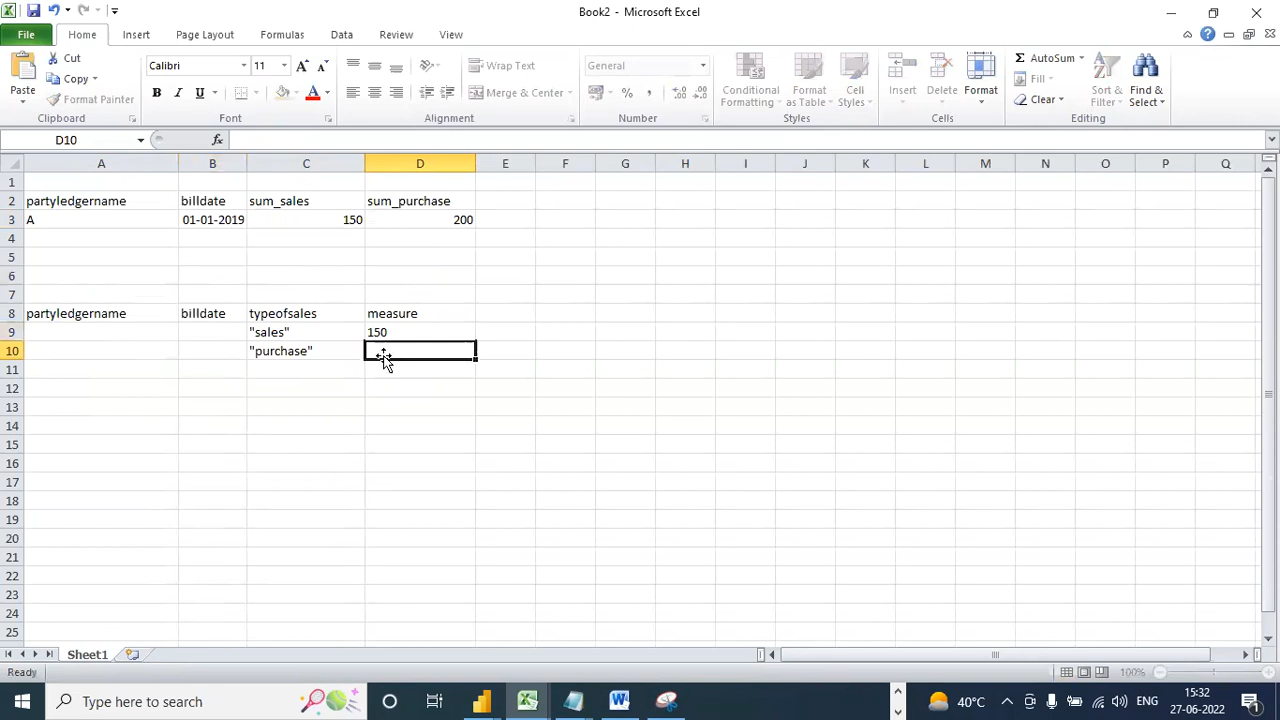 Book2 - Microsoft Excel
File Home Insert Page Layout Formulas Data Review View
Cut
Copy
Format Painter
Paste
Clipboard
Calibri 11
B I U
Font
Wrap Text
Merge & Center
Alignment
General
Number
Conditional Formatting
Format as Table
Cell Styles
Styles
Insert
Delete
Format
Cells
AutoSum
Fill
Clear
Sort & Filter
Find & Select
Editing
D10 fx
A B C D E F G H I J K L M N O P Q
1
2 partyledgername billdate sum_sales sum_purchase
3 A 01-01-2019 150 200
4
5
6
7
8 partyledgername billdate typeofsales measure
9 "sales" 150
10 "purchase"
11
12
13
14
15
16
17
18
19
20
21
22
23
24
25
Sheet1
Ready 100%
Type here to search 40°C ENG 15:32
27-06-2022 1